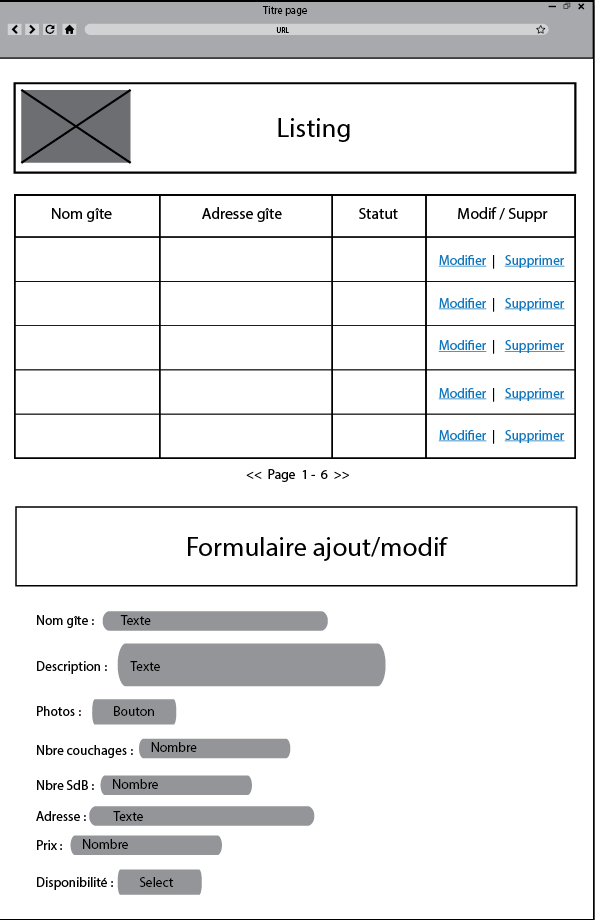 Titre page
URL
Listing
Nom gîte Adresse gîte Statut Modif / Suppr
Modifier | Supprimer
Modifier | Supprimer
Modifier | Supprimer
Modifier | Supprimer
Modifier | Supprimer
<< Page 1 - 6 >>
Formulaire ajout/modif
Nom gîte : Texte
Description : Texte
Photos : Bouton
Nbre couchages : Nombre
Nbre SdB : Nombre
Adresse : Texte
Prix : Nombre
Disponibilité : Select